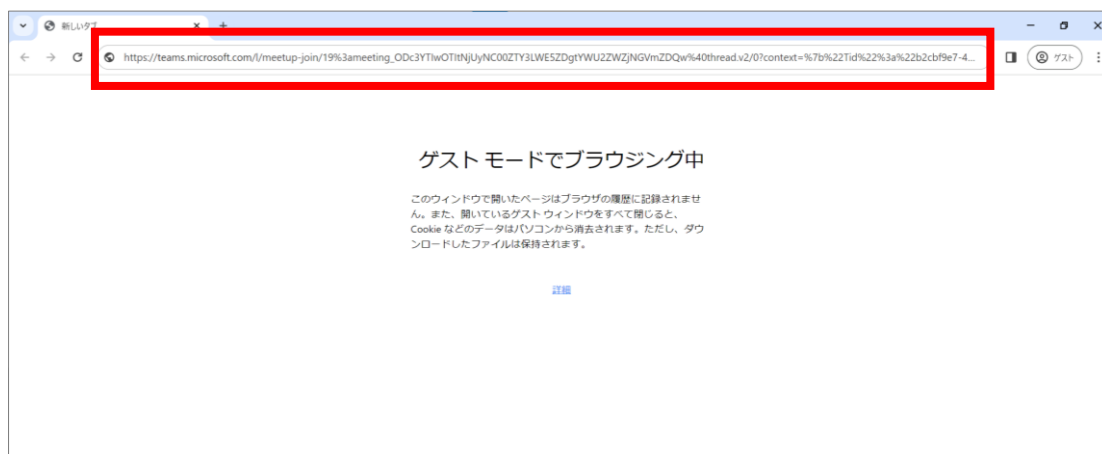 新しいタブ
https://teams.microsoft.com/l/meetup-join/19%3ameeting_ODc3YTIwOTItNjUyNC00ZTY3LWE5ZDgtYWU2ZWZjNGVmZDQw%40thread.v2/0?context=%7b%22Tid%22%3a%22b2cbf9e7-4...
ゲスト
ゲスト モードでブラウジング中
このウィンドウで開いたページはブラウザの履歴に記録されませ
ん。また、開いているゲスト ウィンドウをすべて閉じると、
Cookie などのデータはパソコンから消去されます。ただし、ダウ
ンロードしたファイルは保持されます。
詳細